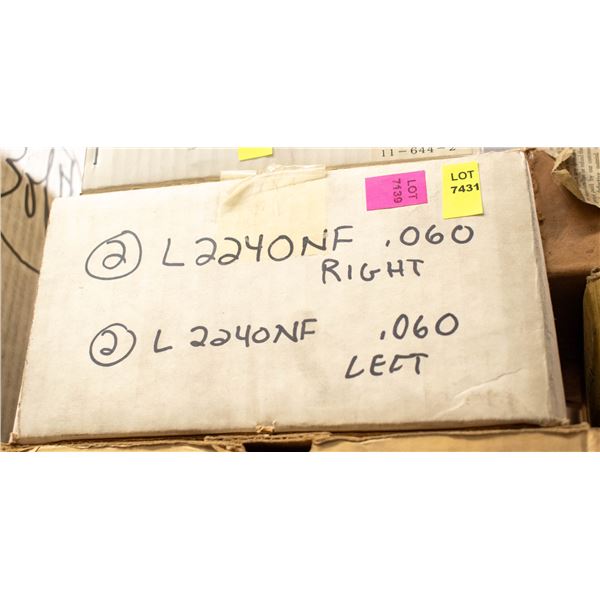 11-644-2
LOT
7139
LOT
7431
② L2240NF .060
RIGHT
② L2240NF .060
LEFT